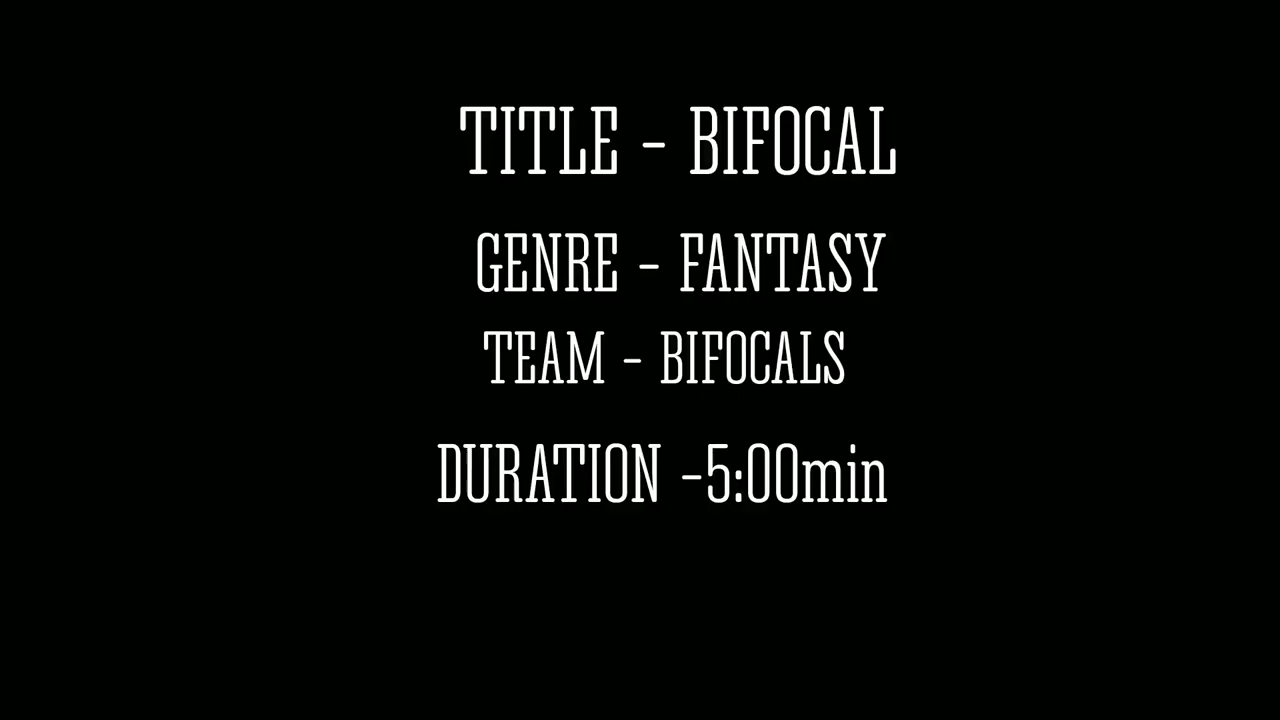 TITLE - BIFOCAL
GENRE - FANTASY
TEAM - BIFOCALS
DURATION -5:00min